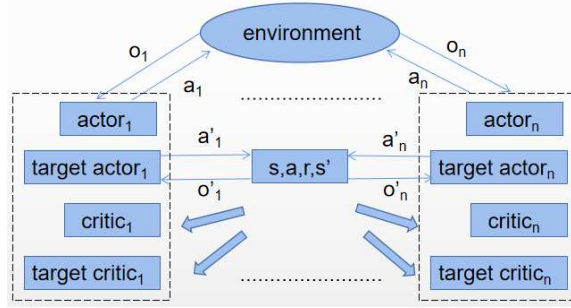 environment
o₁
oₙ
a₁
aₙ
actor₁
actorₙ
a'₁
a'ₙ
target actor₁
s,a,r,s'
target actorₙ
o'₁
o'ₙ
critic₁
criticₙ
target critic₁
target criticₙ